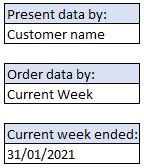 Present data by:
Customer name
Order data by:
Current Week
Current week ended:
31/01/2021